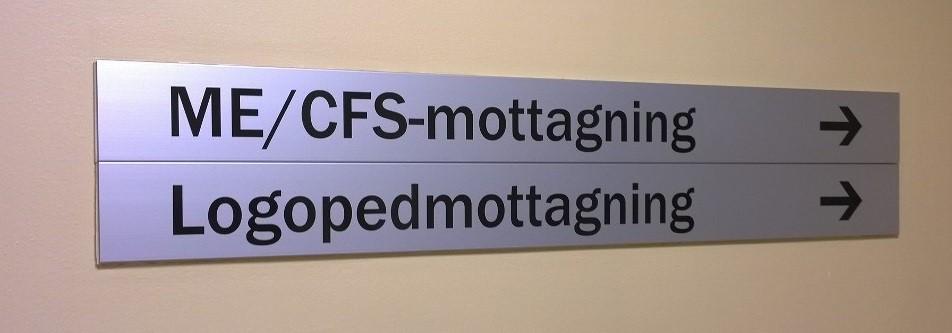 ME/CFS-mottagning →
Logopedmottagning →